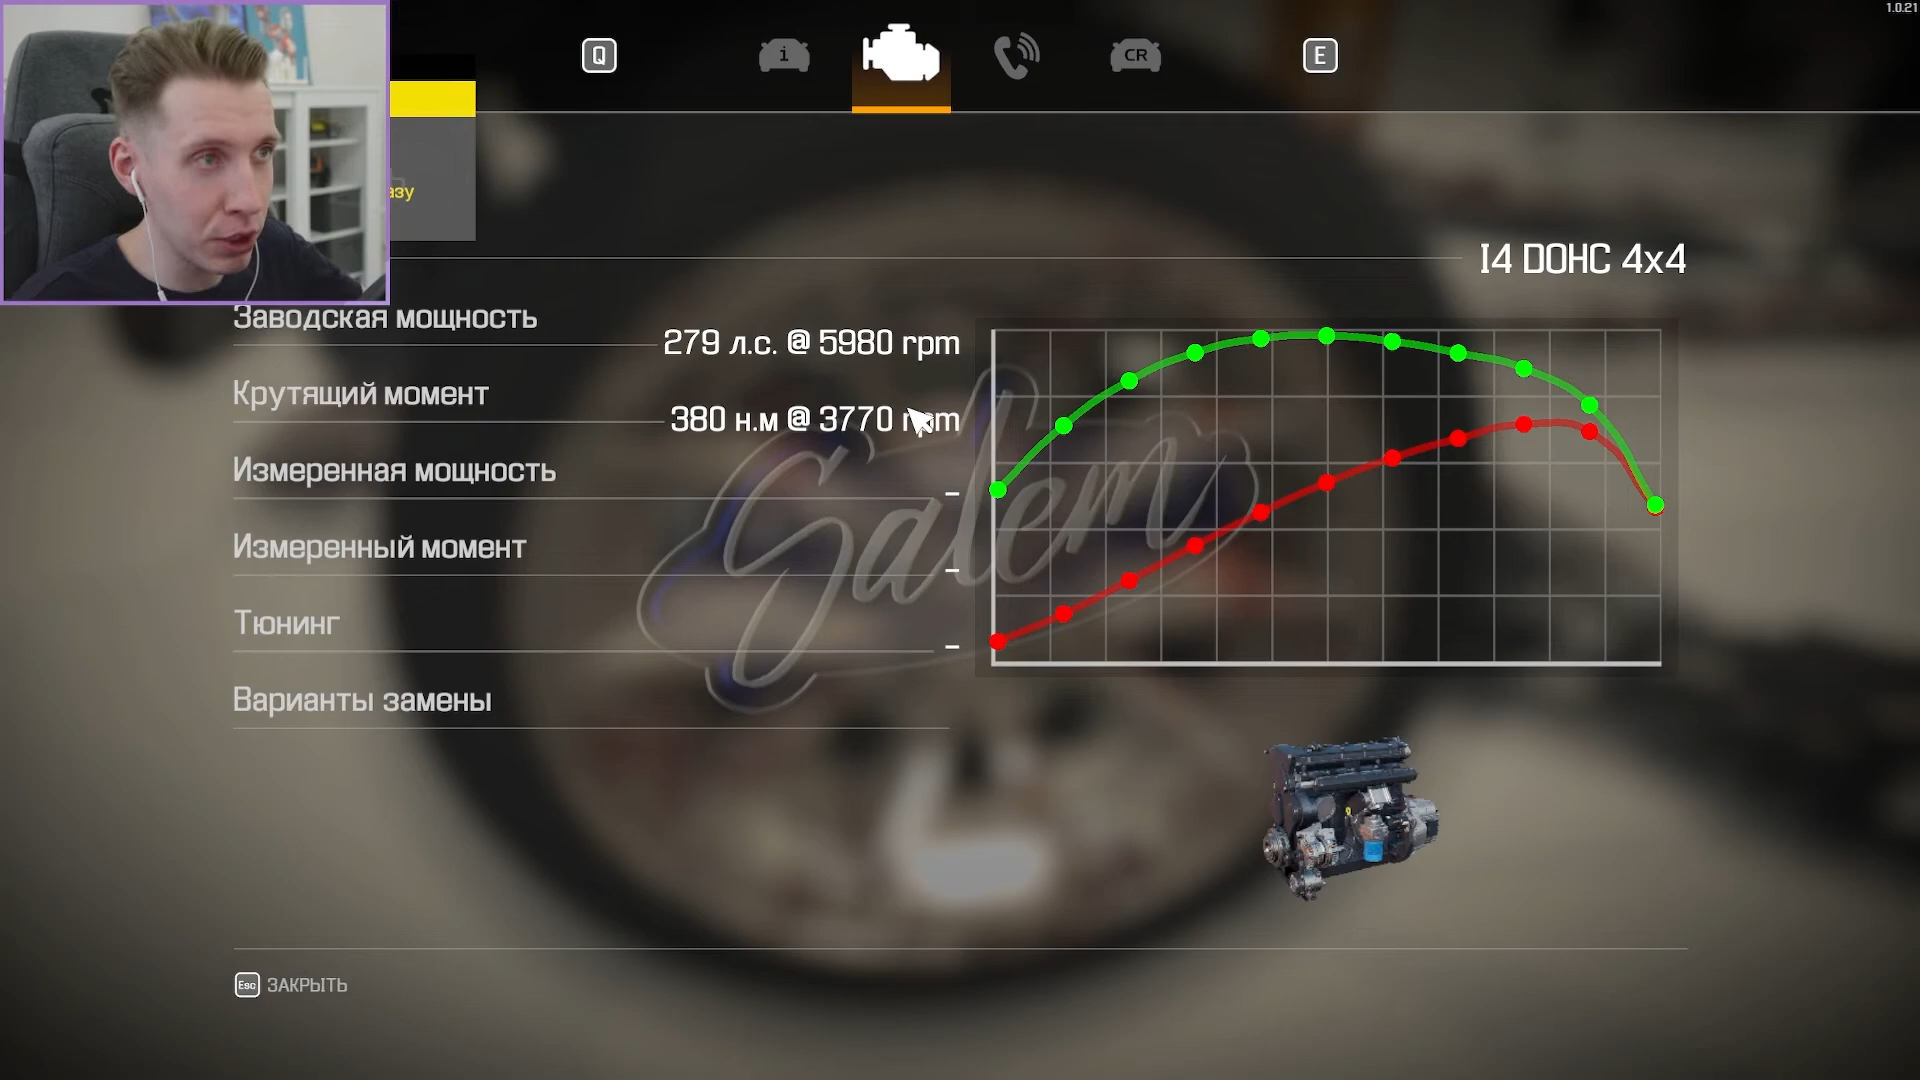 1.0.21
Q
i
CR
E
азу
I4 DOHC 4x4
Заводская мощность
279 л.с. @ 5980 rpm
Крутящий момент
380 н.м @ 3770 rpm
Измеренная мощность
–
Измеренный момент
–
Тюнинг
–
Варианты замены
Salem
Esc ЗАКРЫТЬ